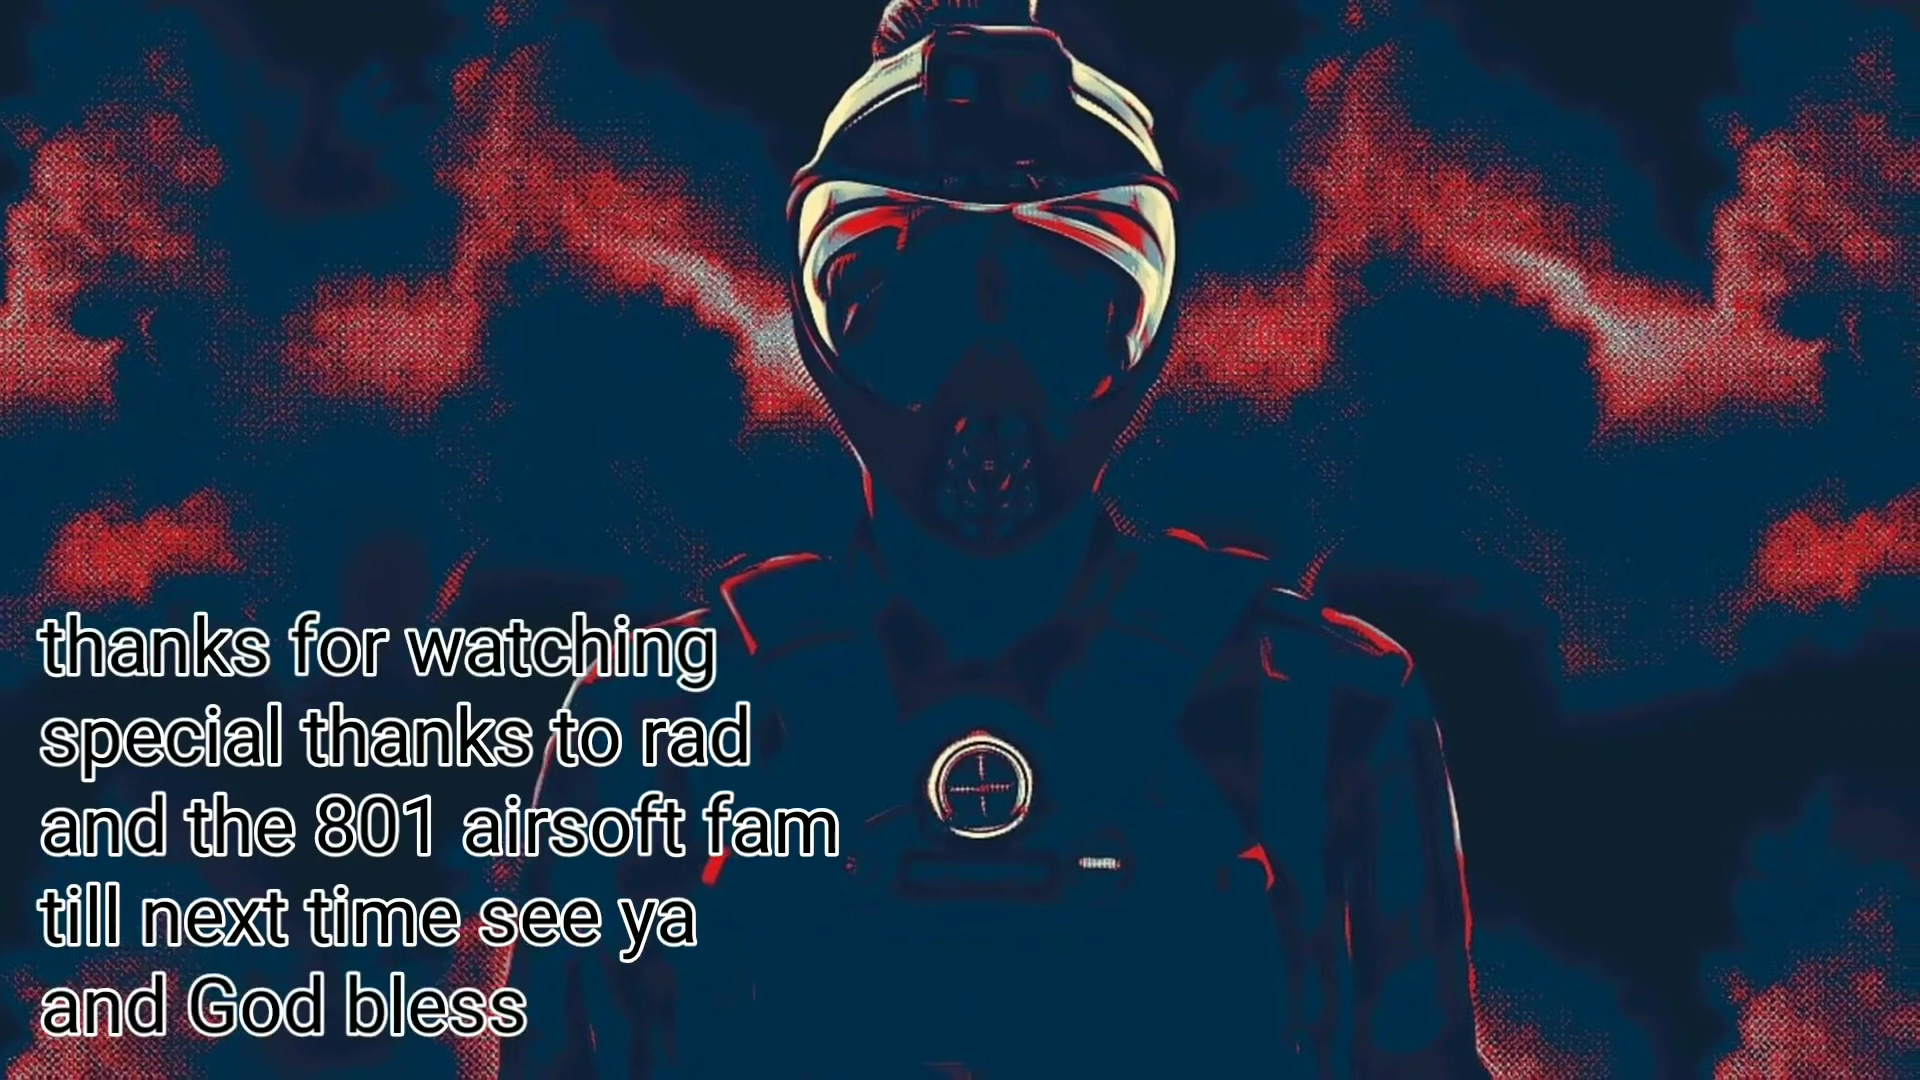 thanks for watching
special thanks to rad
and the 801 airsoft fam
till next time see ya
and God bless